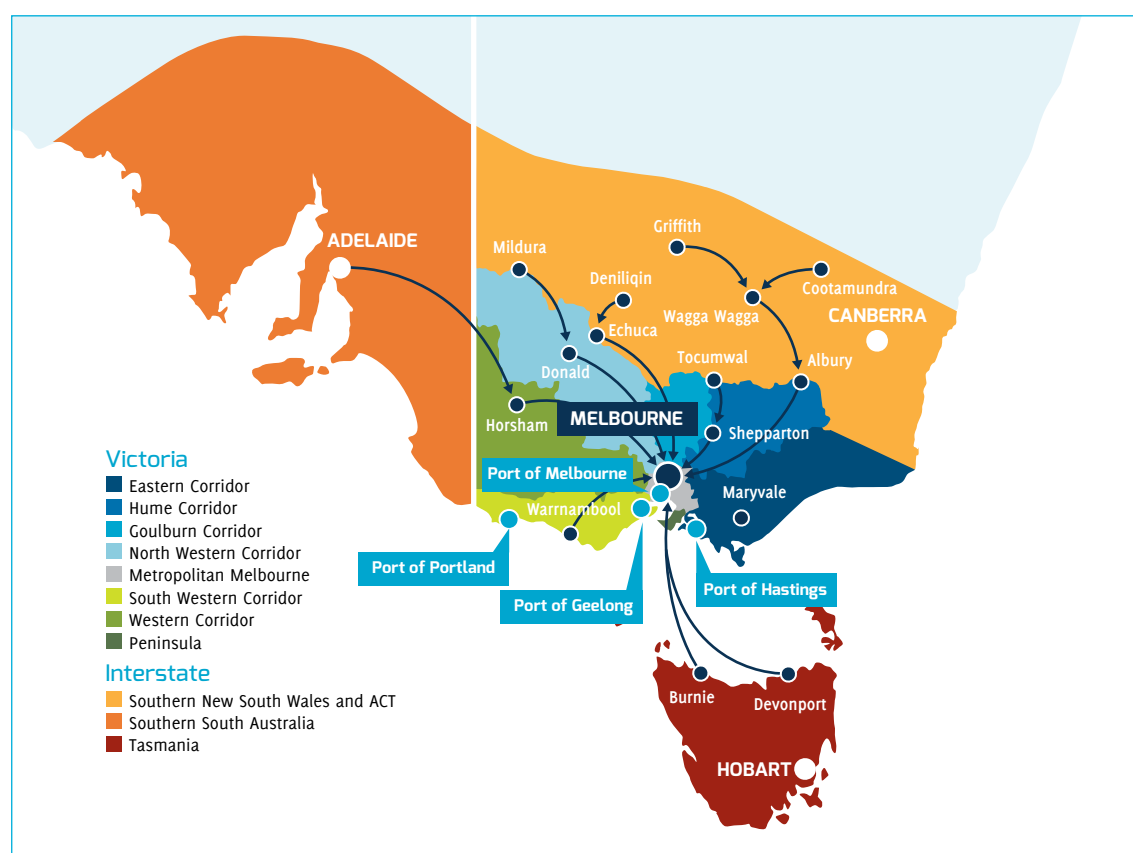 Griffith
Mildura
ADELAIDE
Deniliqin
Cootamundra
Wagga Wagga
CANBERRA
Echuca
Tocumwal
Albury
Donald
MELBOURNE
Horsham
Shepparton
Victoria
Port of Melbourne
Eastern Corridor
Maryvale
Hume Corridor
Warrnambool
Goulburn Corridor
North Western Corridor
Port of Portland
Metropolitan Melbourne
Port of Hastings
South Western Corridor
Port of Geelong
Western Corridor
Peninsula
Interstate
Southern New South Wales and ACT
Burnie
Devonport
Southern South Australia
Tasmania
HOBART